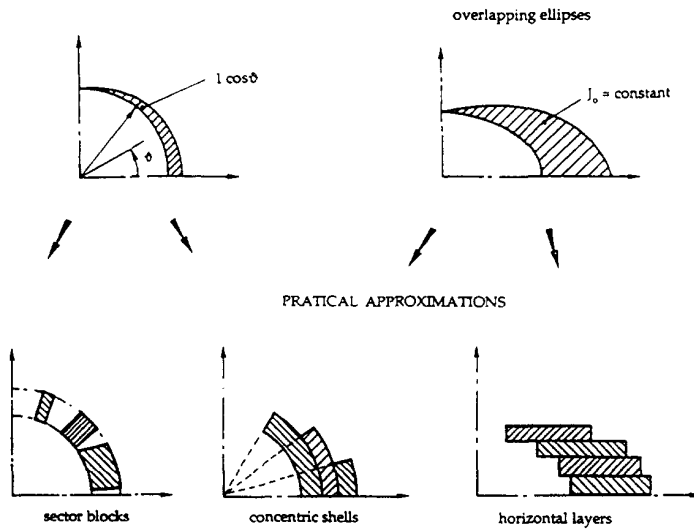 overlapping ellipses
I cosϑ
J₀ = constant
ϑ
PRATICAL APPROXIMATIONS
sector blocks
concentric shells
horizontal layers